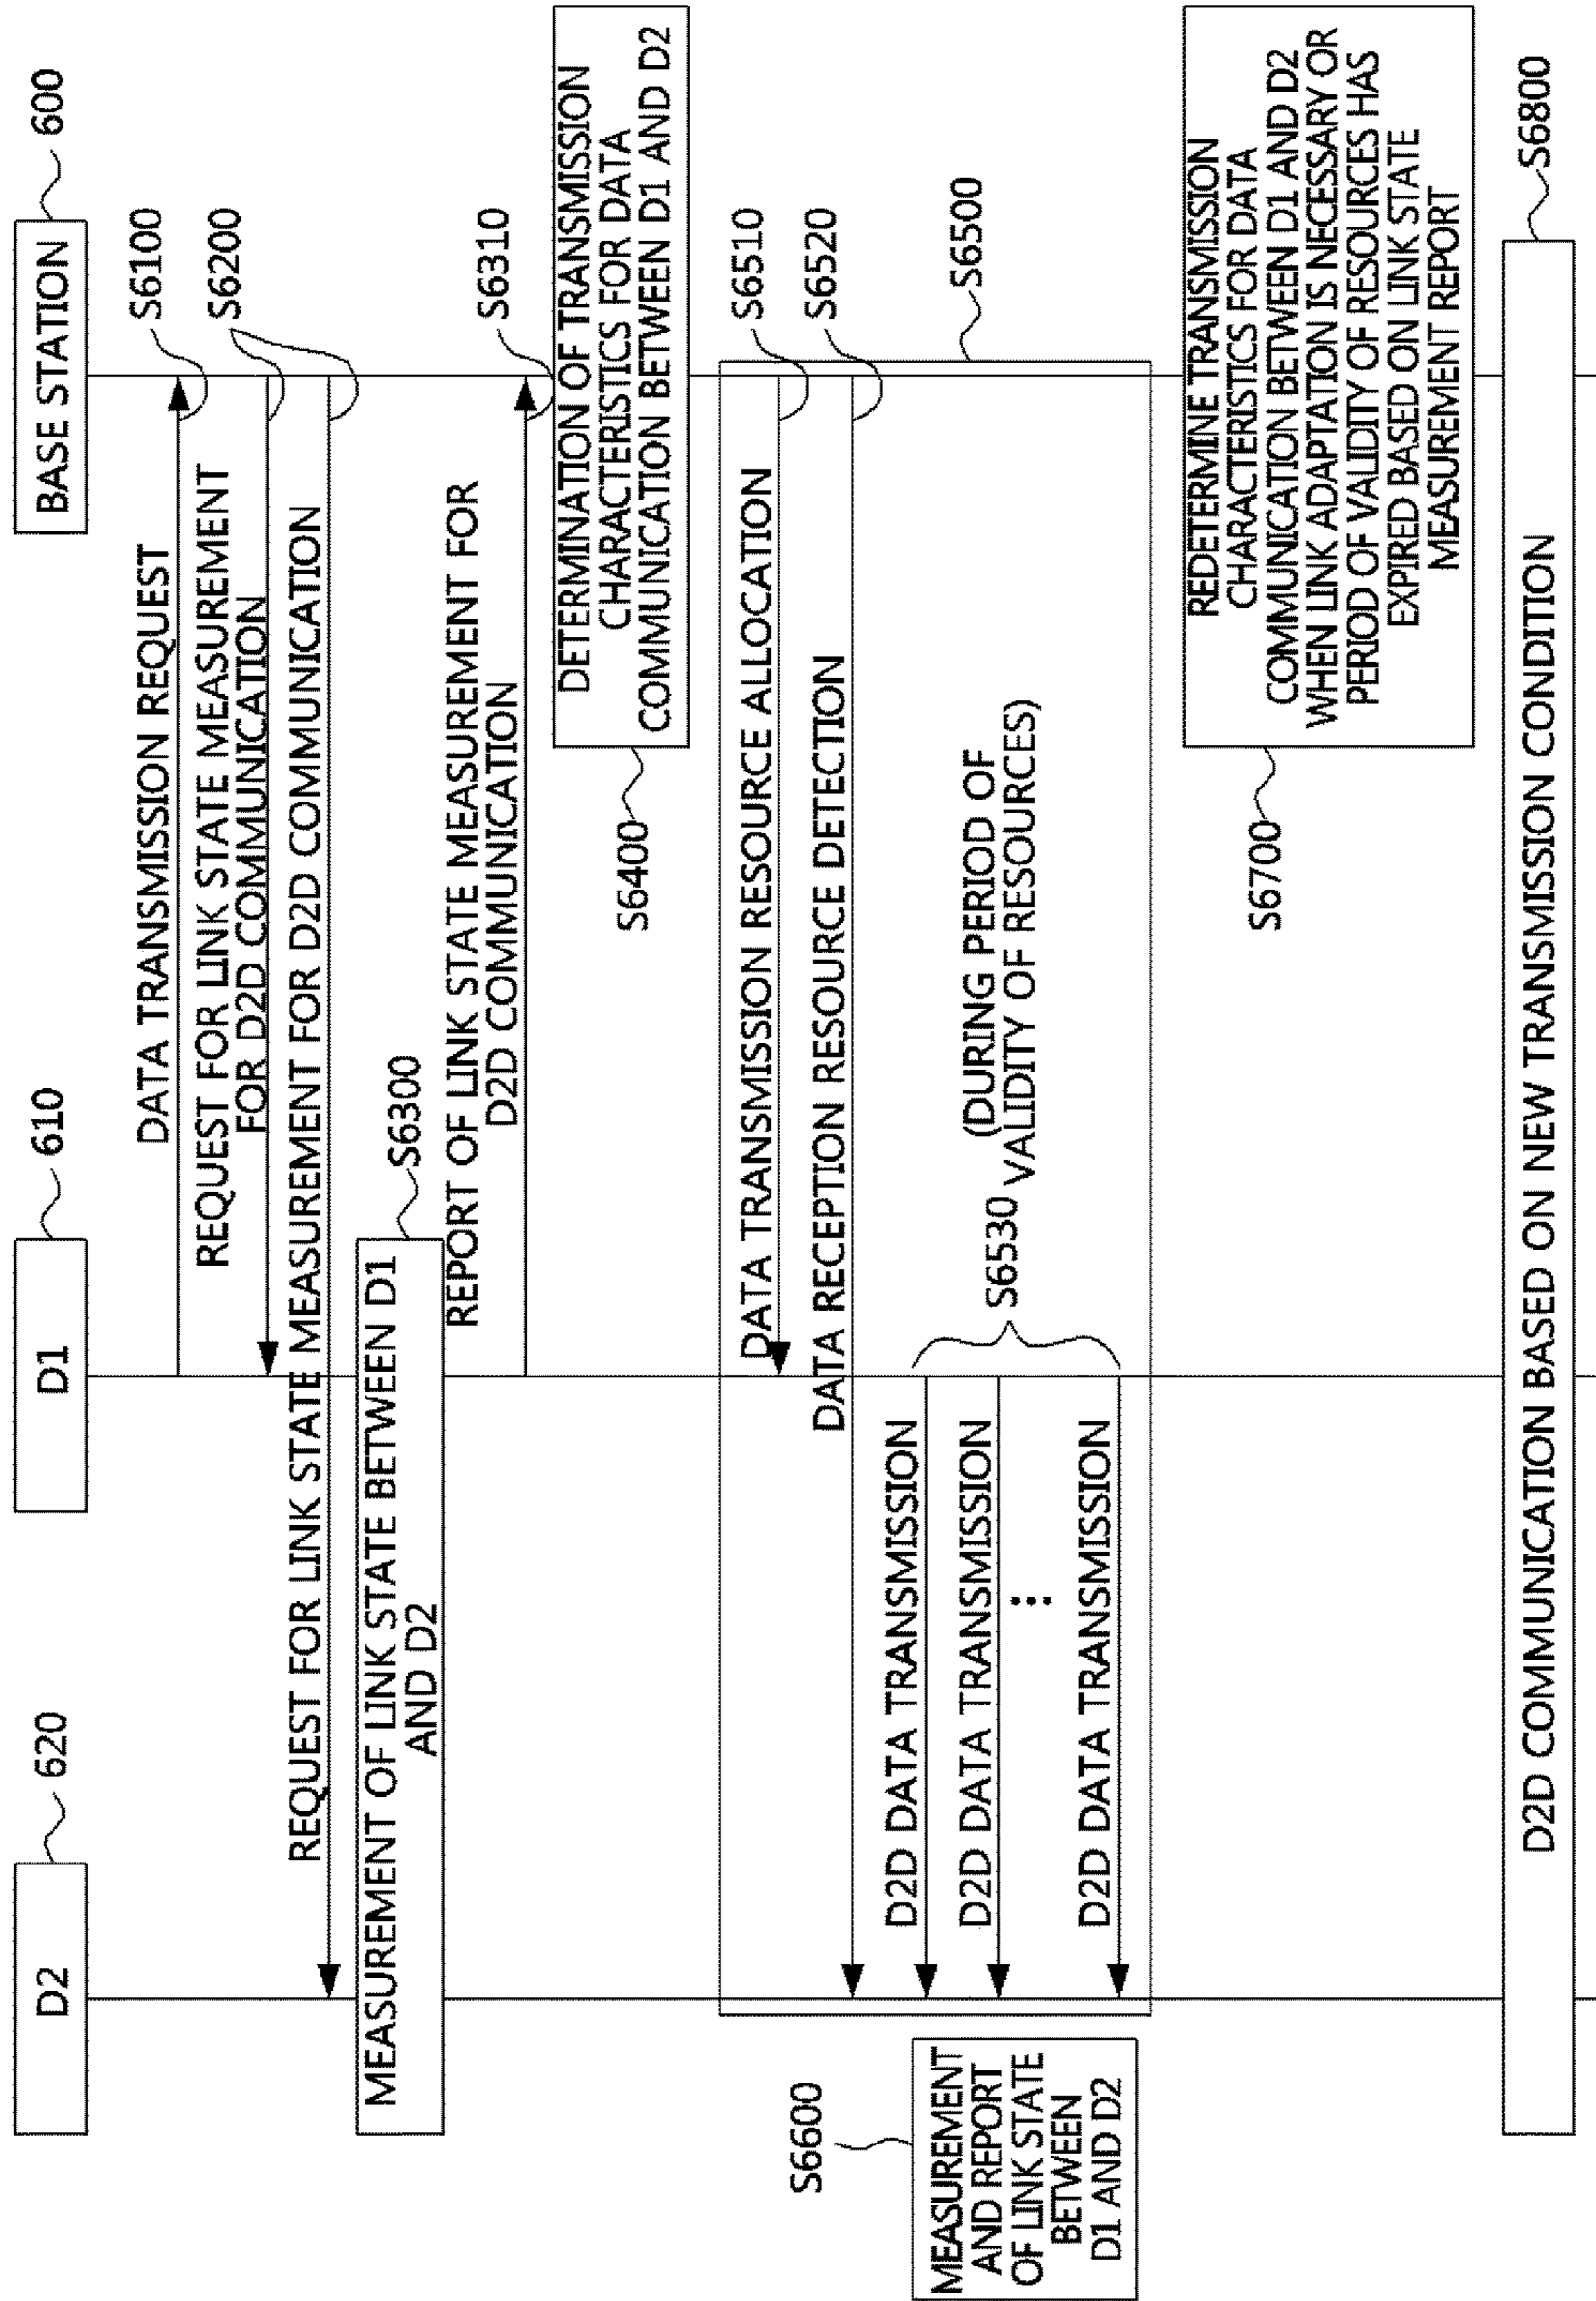 D2
620
D1
610
BASE STATION
600
DATA TRANSMISSION REQUEST
S6100
REQUEST FOR LINK STATE MEASUREMENT
FOR D2D COMMUNICATION
S6200
REQUEST FOR LINK STATE MEASUREMENT FOR D2D COMMUNICATION
MEASUREMENT OF LINK STATE BETWEEN D1
AND D2
S6300
REPORT OF LINK STATE MEASUREMENT FOR
D2D COMMUNICATION
S6310
DETERMINATION OF TRANSMISSION
CHARACTERISTICS FOR DATA
COMMUNICATION BETWEEN D1 AND D2
S6400
DATA TRANSMISSION RESOURCE ALLOCATION
S6510
DATA RECEPTION RESOURCE DETECTION
S6520
S6500
D2D DATA TRANSMISSION
D2D DATA TRANSMISSION
...
D2D DATA TRANSMISSION
S6530
(DURING PERIOD OF
VALIDITY OF RESOURCES)
S6600
MEASUREMENT
AND REPORT
OF LINK STATE
BETWEEN
D1 AND D2
S6700
REDETERMINE TRANSMISSION
CHARACTERISTICS FOR DATA
COMMUNICATION BETWEEN D1 AND D2
WHEN LINK ADAPTATION IS NECESSARY OR
PERIOD OF VALIDITY OF RESOURCES HAS
EXPIRED BASED ON LINK STATE
MEASUREMENT REPORT
D2D COMMUNICATION BASED ON NEW TRANSMISSION CONDITION
S6800